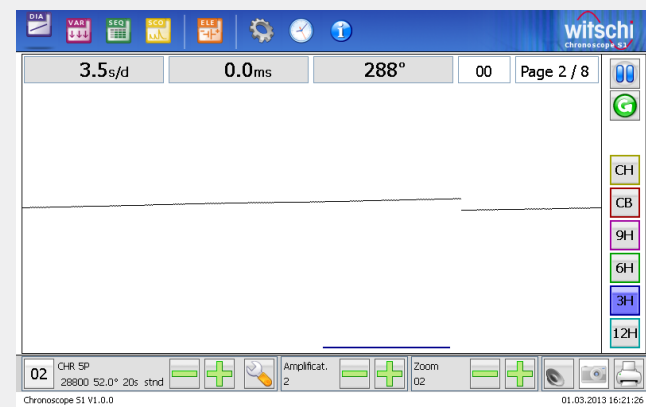 DIA VAR SEQ SCO ELE
witschi
Chronoscope S1
3.5s/d 0.0ms 288° 00 Page 2 / 8
G
CH
CB
9H
6H
3H
12H
02 CHR 5P Amplificat. Zoom
28800 52.0° 20s stnd 2 02
Chronoscope S1 V1.0.0 01.03.2013 16:21:26